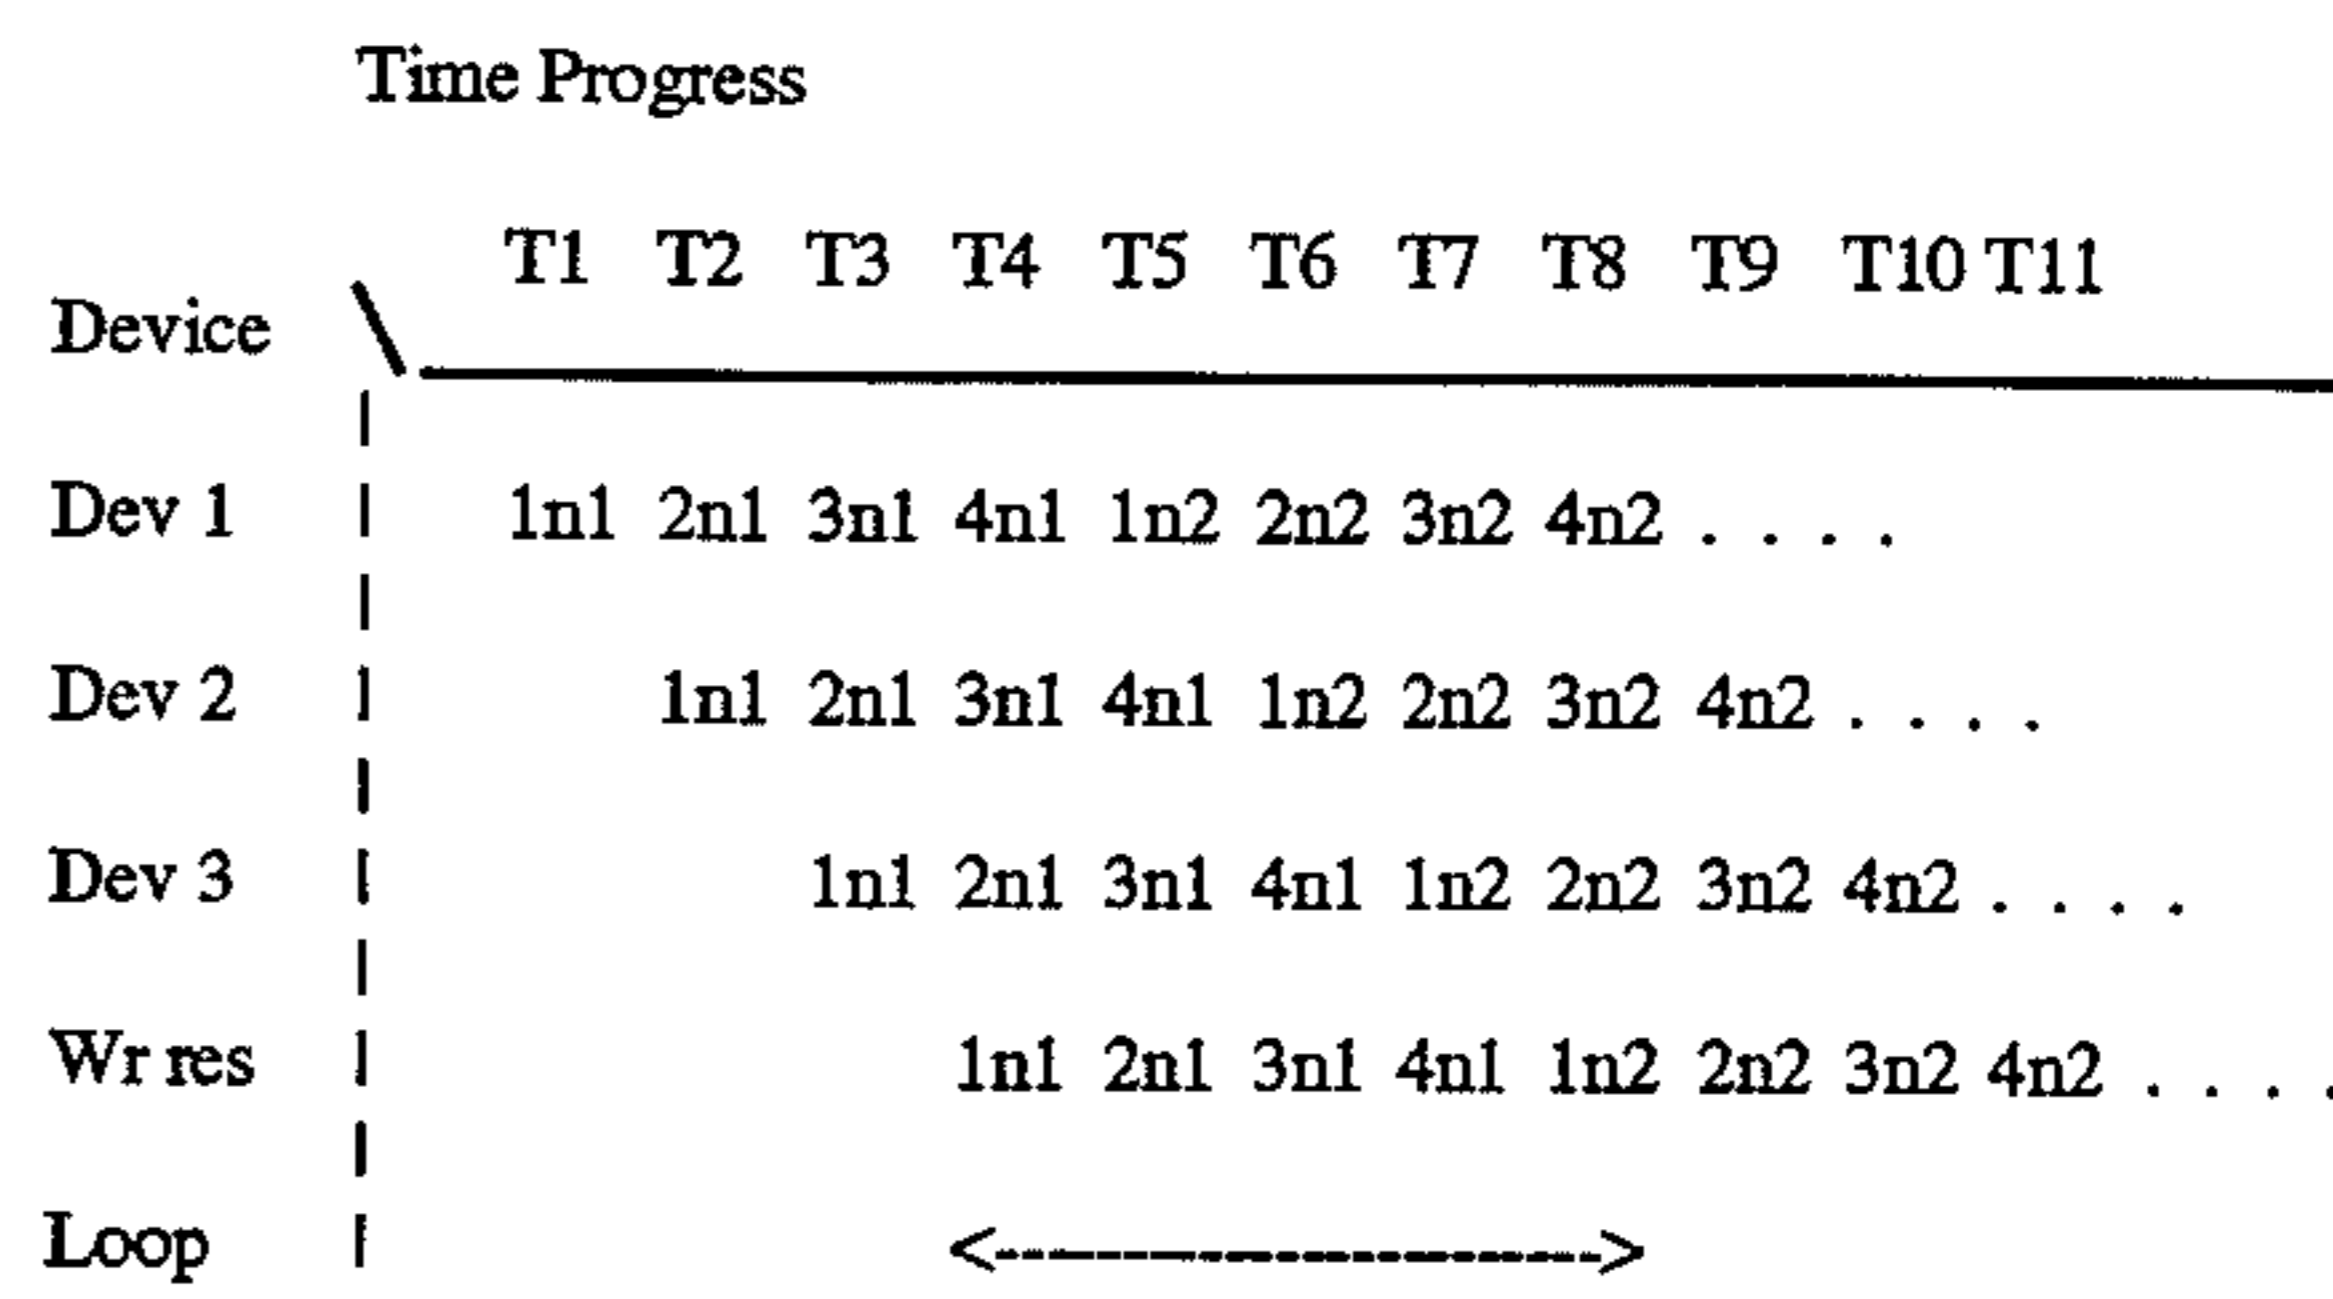 Time Progress
T1 T2 T3 T4 T5 T6 T7 T8 T9 T10 T11
Device
Dev 1 1n1 2n1 3n1 4n1 1n2 2n2 3n2 4n2 . . . .
Dev 2 1n1 2n1 3n1 4n1 1n2 2n2 3n2 4n2 . . . .
Dev 3 1n1 2n1 3n1 4n1 1n2 2n2 3n2 4n2 . . . .
Wr res 1n1 2n1 3n1 4n1 1n2 2n2 3n2 4n2 . . . .
Loop